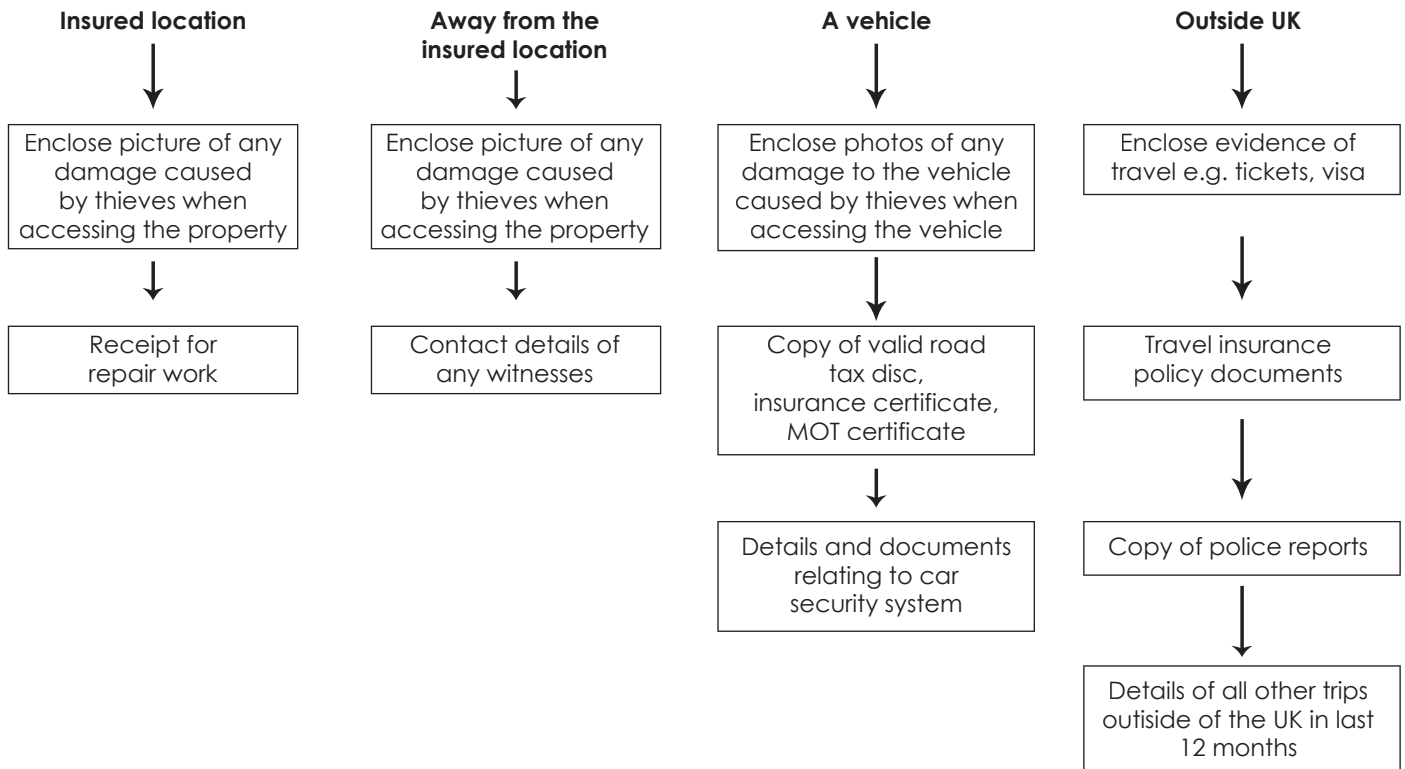 Insured location
Enclose picture of any
damage caused
by thieves when
accessing the property
Receipt for
repair work
Away from the
insured location
Enclose picture of any
damage caused
by thieves when
accessing the property
Contact details of
any witnesses
A vehicle
Enclose photos of any
damage to the vehicle
caused by thieves when
accessing the vehicle
Copy of valid road
tax disc,
insurance certificate,
MOT certificate
Details and documents
relating to car
security system
Outside UK
Enclose evidence of
travel e.g. tickets, visa
Travel insurance
policy documents
Copy of police reports
Details of all other trips
outiside of the UK in last
12 months